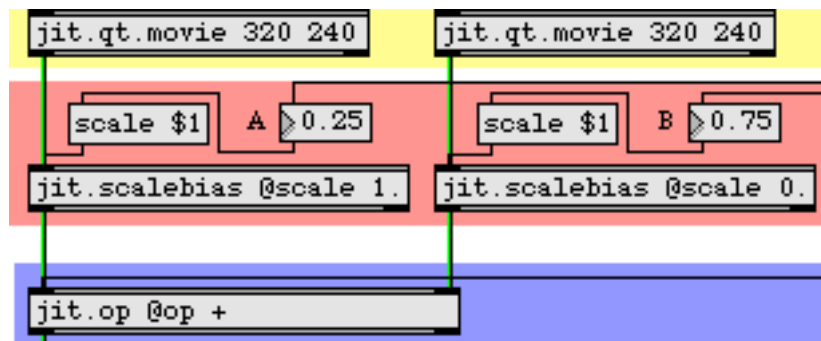 jit.qt.movie 320 240 jit.qt.movie 320 240
scale $1 A 0.25 scale $1 B 0.75
jit.scalebias @scale 1. jit.scalebias @scale 0.
jit.op @op +